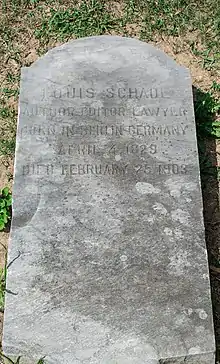 LOUIS SCHADE
AUTHOR EDITOR LAWYER
BORN IN BERLIN GERMANY
APRIL 4, 1829
DIED FEBRUARY 25, 1903